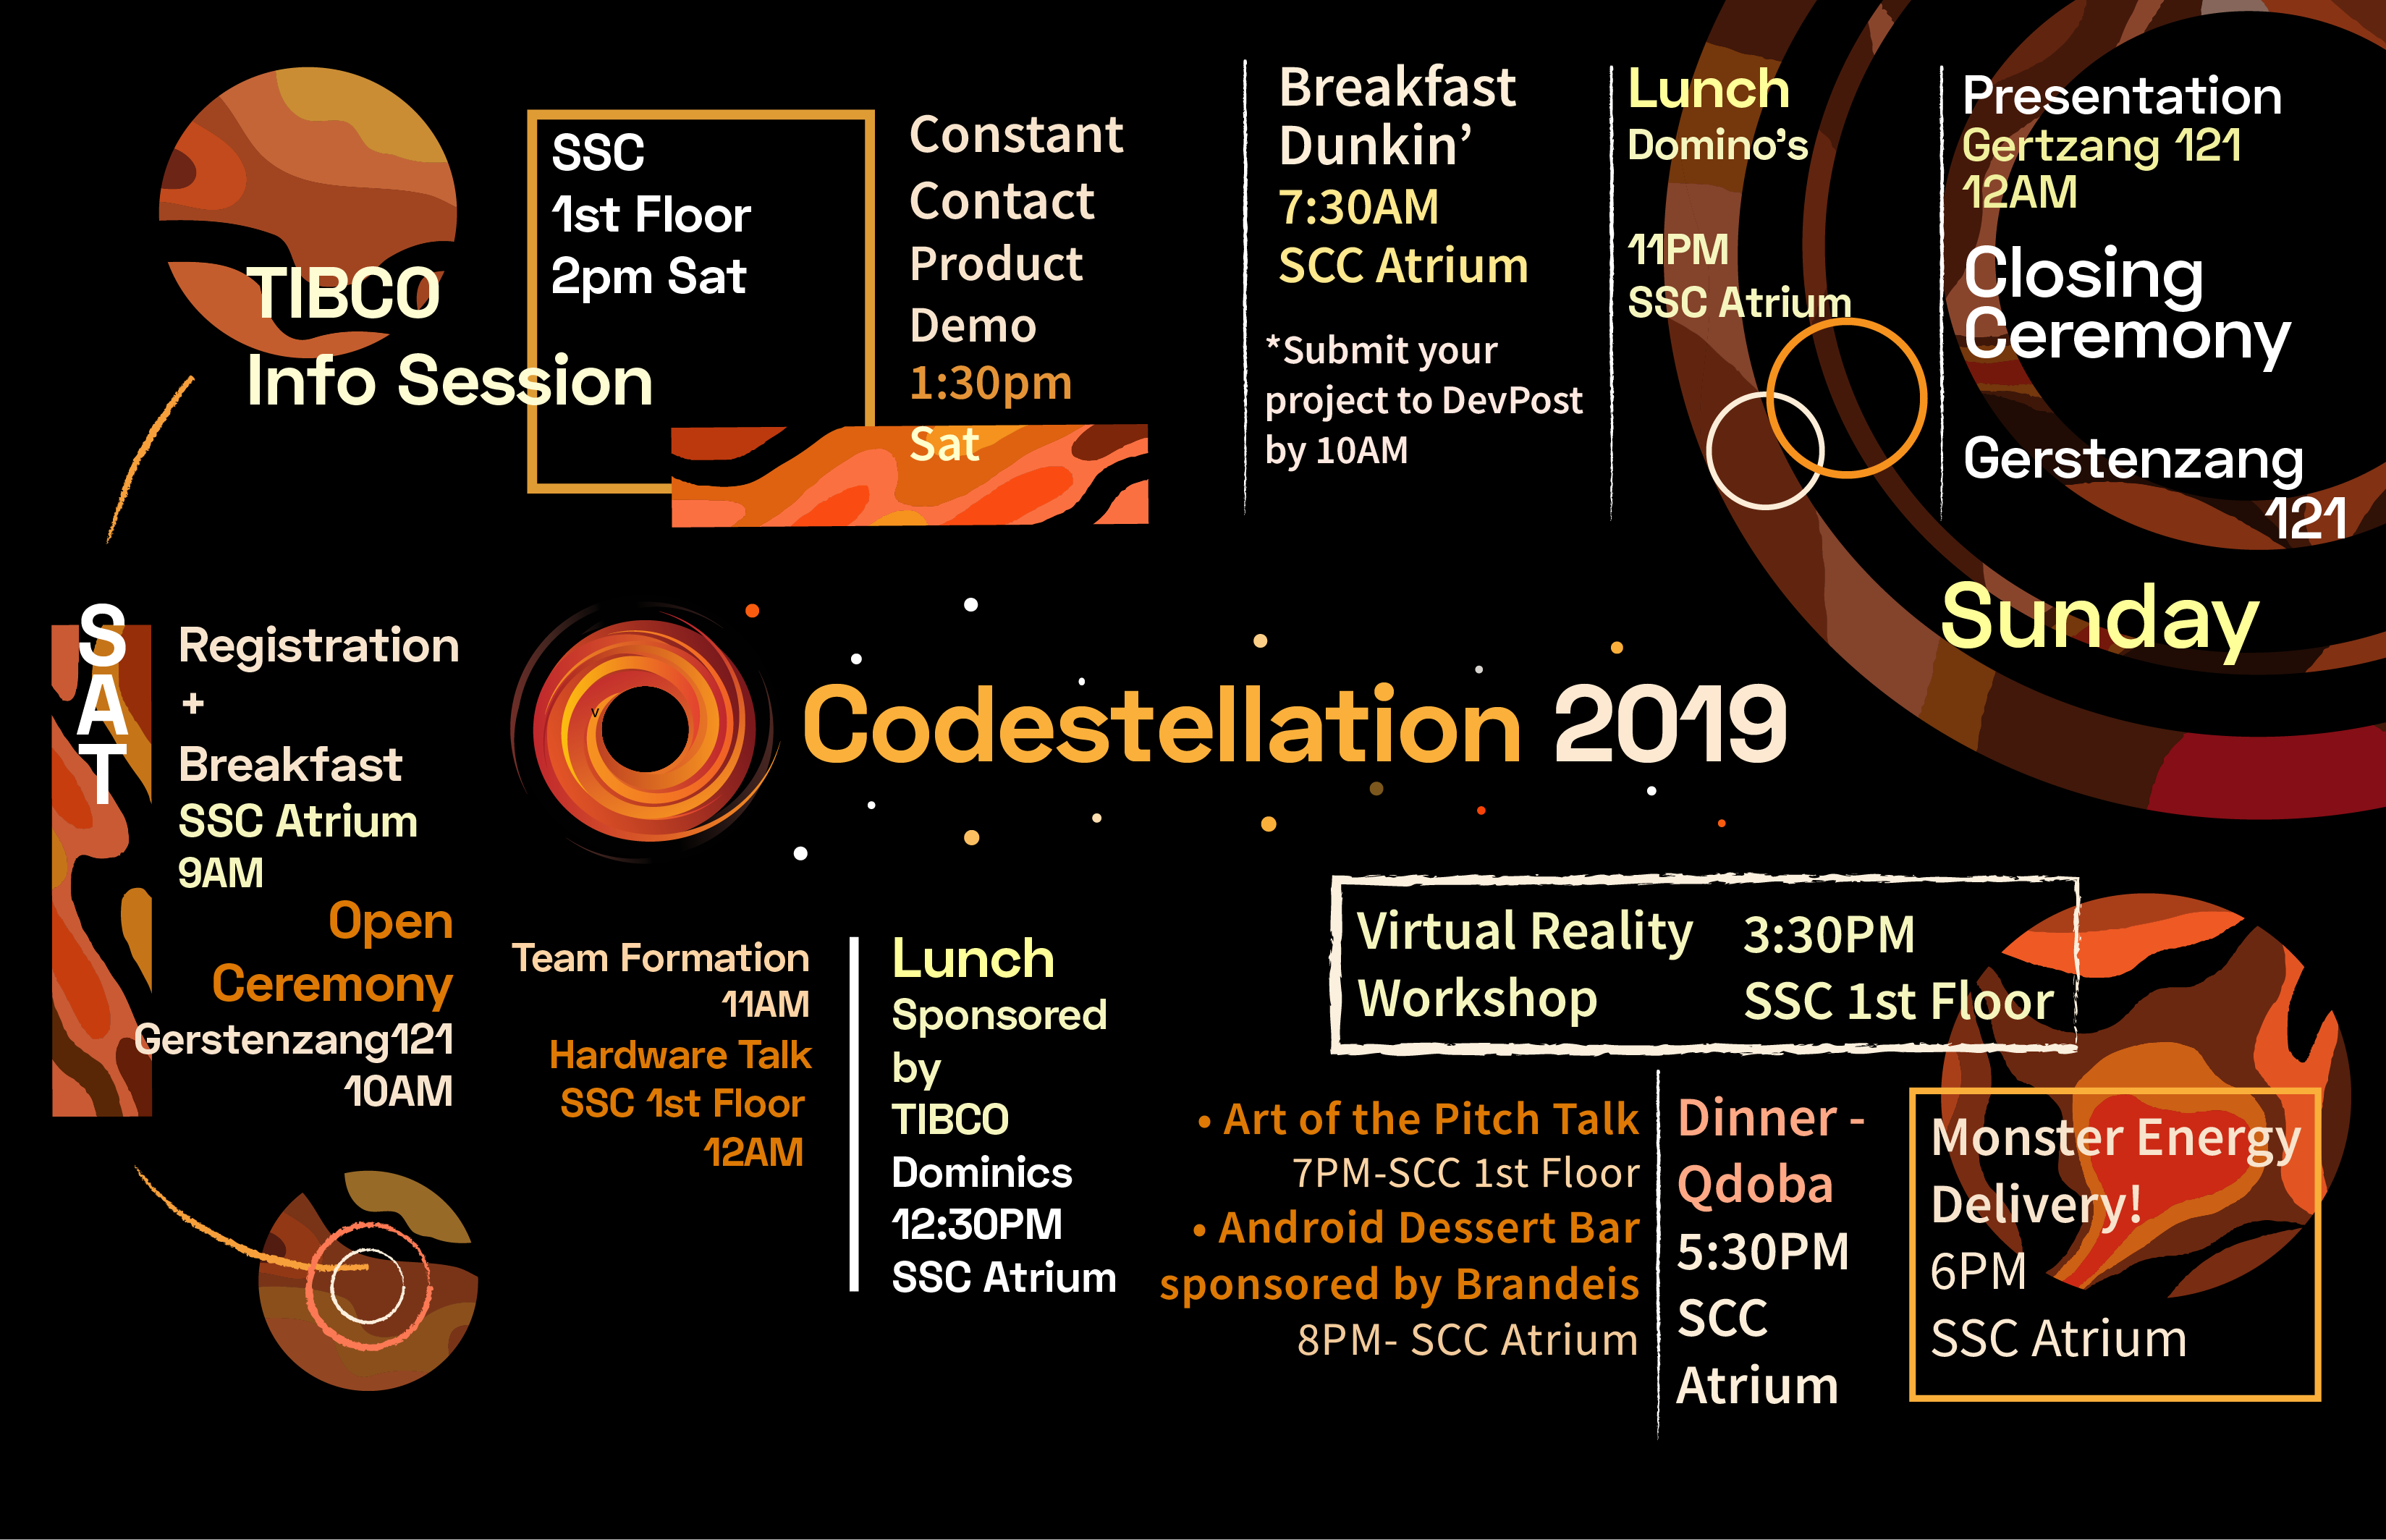 TIBCO
Info Session
SSC
1st Floor
2pm Sat
Constant
Contact
Product
Demo
1:30pm
Sat
Breakfast
Dunkin’
7:30AM
SCC Atrium
*Submit your
project to DevPost
by 10AM
Lunch
Domino’s
11PM
SSC Atrium
Presentation
Gertzang 121
12AM
Closing
Ceremony
Gerstenzang
121
Sunday
SAT
Registration
+
Breakfast
SSC Atrium
9AM
Open
Ceremony
Gerstenzang121
10AM
v
Codestellation 2019
Team Formation
11AM
Hardware Talk
SSC 1st Floor
12AM
Lunch
Sponsored
by
TIBCO
Dominics
12:30PM
SSC Atrium
Virtual Reality
Workshop
3:30PM
SSC 1st Floor
• Art of the Pitch Talk
7PM-SCC 1st Floor
• Android Dessert Bar
sponsored by Brandeis
8PM- SCC Atrium
Dinner -
Qdoba
5:30PM
SCC
Atrium
Monster Energy
Delivery!
6PM
SSC Atrium